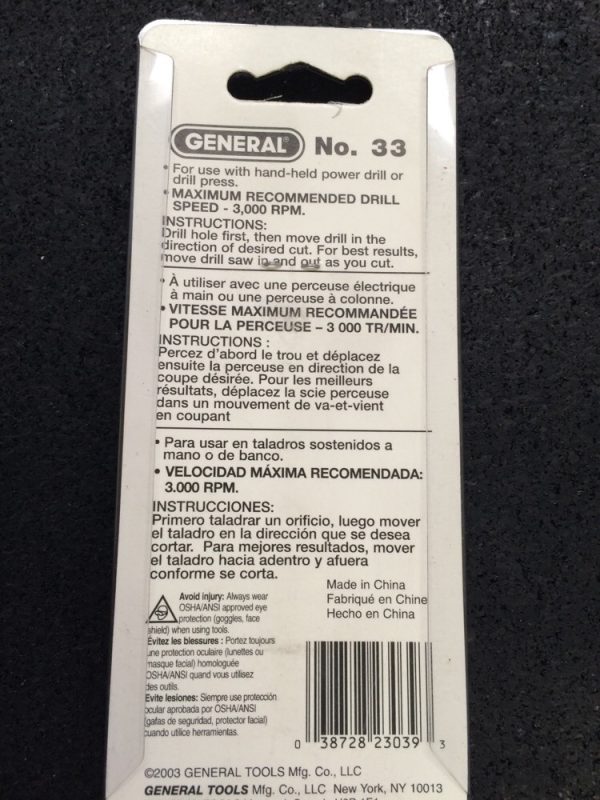 GENERAL® No. 33
• For use with hand-held power drill or
drill press.
• MAXIMUM RECOMMENDED DRILL
SPEED - 3,000 RPM.
INSTRUCTIONS:
Drill hole first, then move drill in the
direction of desired cut. For best results,
move drill saw in and out as you cut.
• À utiliser avec une perceuse électrique
à main ou une perceuse à colonne.
• VITESSE MAXIMUM RECOMMANDÉE
POUR LA PERCEUSE – 3 000 TR/MIN.
INSTRUCTIONS :
Percez d'abord le trou et déplacez
ensuite la perceuse en direction de la
coupe désirée. Pour les meilleurs
résultats, déplacez la scie perceuse
dans un mouvement de va-et-vient
en coupant
• Para usar en taladros sostenidos a
mano o de banco.
• VELOCIDAD MÁXIMA RECOMENDADA:
3.000 RPM.
INSTRUCCIONES:
Primero taladrar un orificio, luego mover
el taladro en la dirección que se desea
cortar. Para mejores resultados, mover
el taladro hacia adentro y afuera
conforme se corta.
Made in China
Fabriqué en Chine
Hecho en China
Avoid injury: Always wear
OSHA/ANSI approved eye
protection (goggles, face
shield) when using tools.
Évitez les blessures : Portez toujours
une protection oculaire (lunettes ou
masque facial) homologuée
OSHA/ANSI quand vous utilisez
des outils.
Evite lesiones: Siempre use protección
ocular aprobada por OSHA/ANSI
(gafas de seguridad, protector facial)
cuando utilice herramientas.
0 38728 23039 3
©2003 GENERAL TOOLS Mfg. Co., LLC
GENERAL TOOLS Mfg. Co., LLC New York, NY 10013